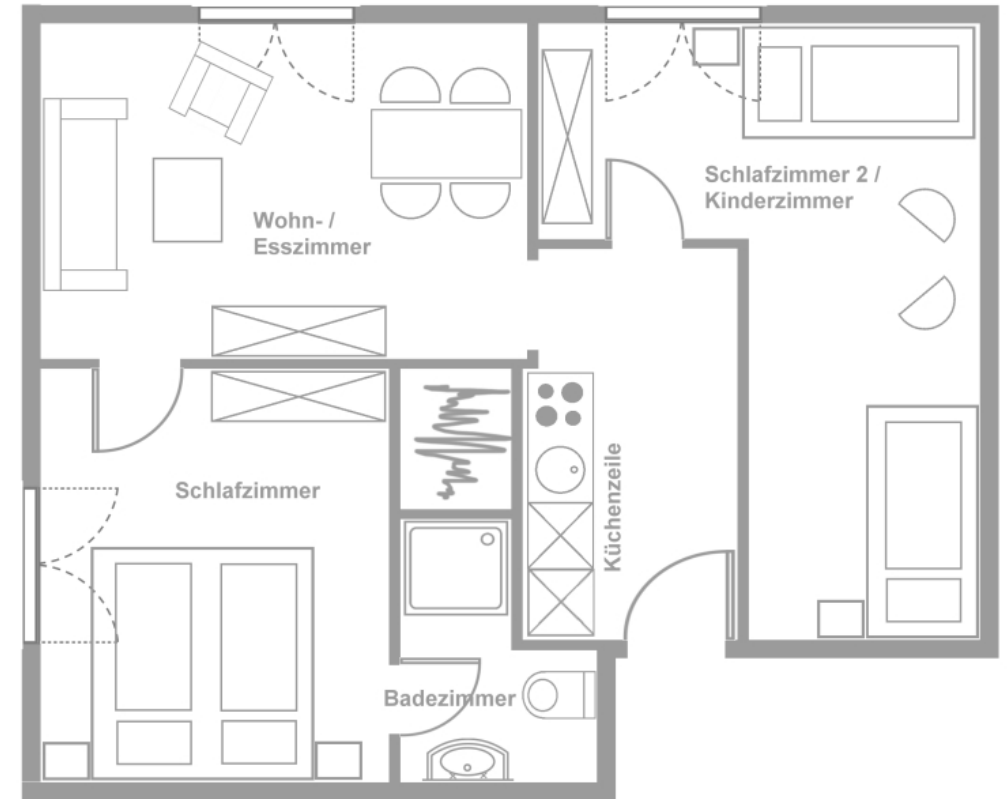 Schlafzimmer 2 /
Kinderzimmer
Wohn- /
Esszimmer
Küchenzeile
Schlafzimmer
Badezimmer